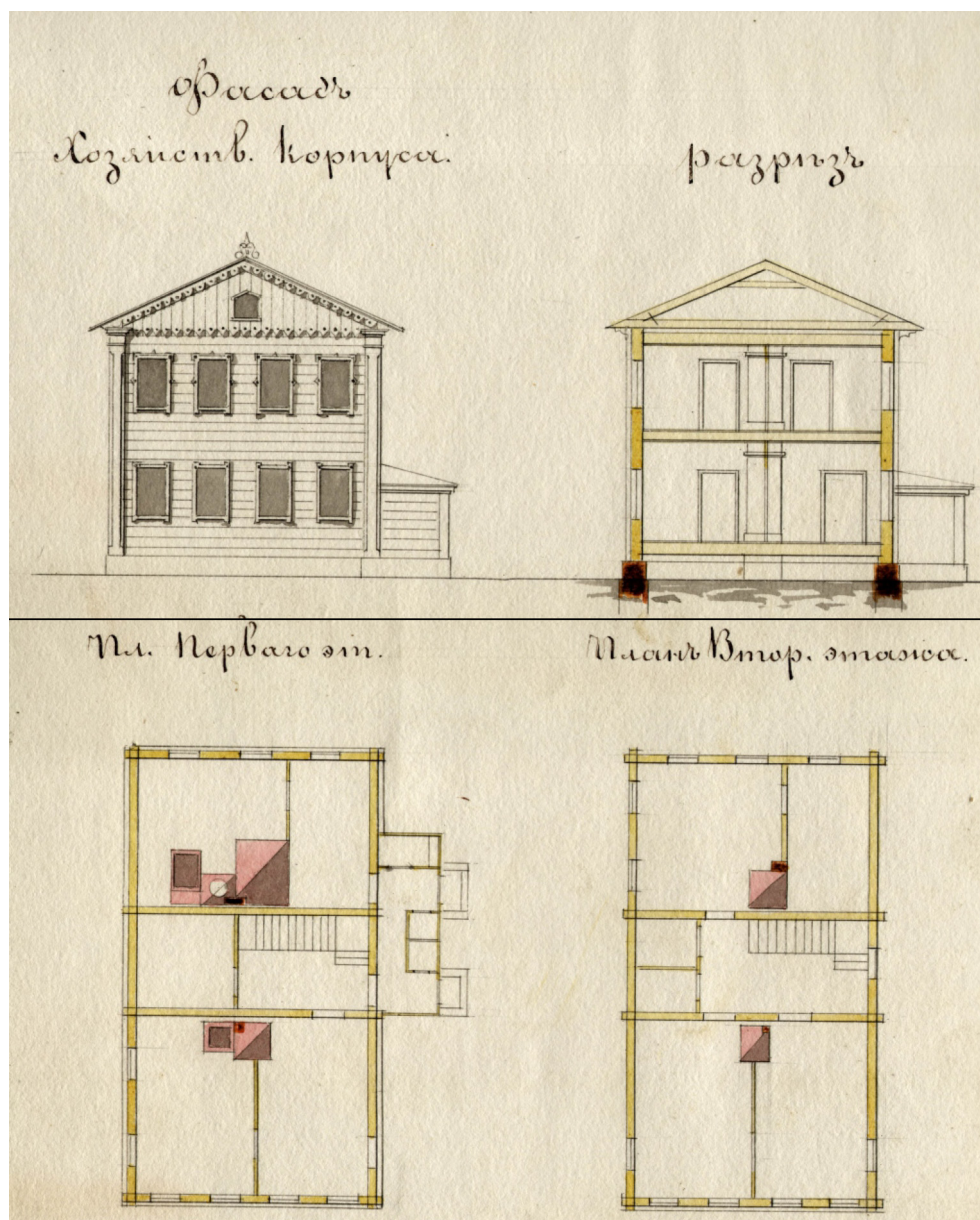 Фасадъ
Хозяйств. Корпуса.
разрѣзъ
Пл. Перваго эт.
Планъ Втор. этажа.